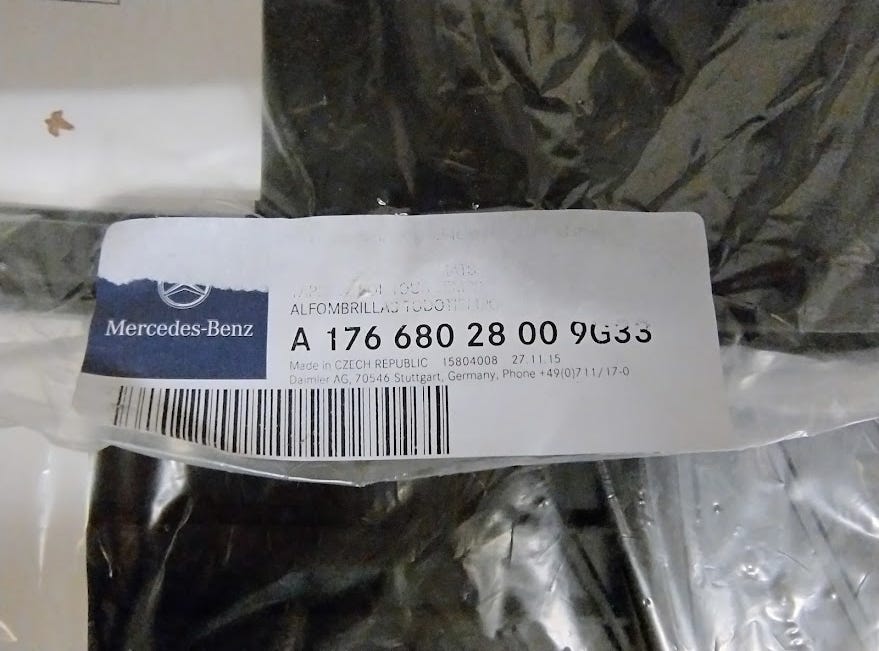 ALFOMBRILLAS TODOTIEMPO
Mercedes-Benz
A 176 680 28 00 9G33
Made in CZECH REPUBLIC 15804008 27.11.15
Daimler AG, 70546 Stuttgart, Germany, Phone +49(0)711/17-0